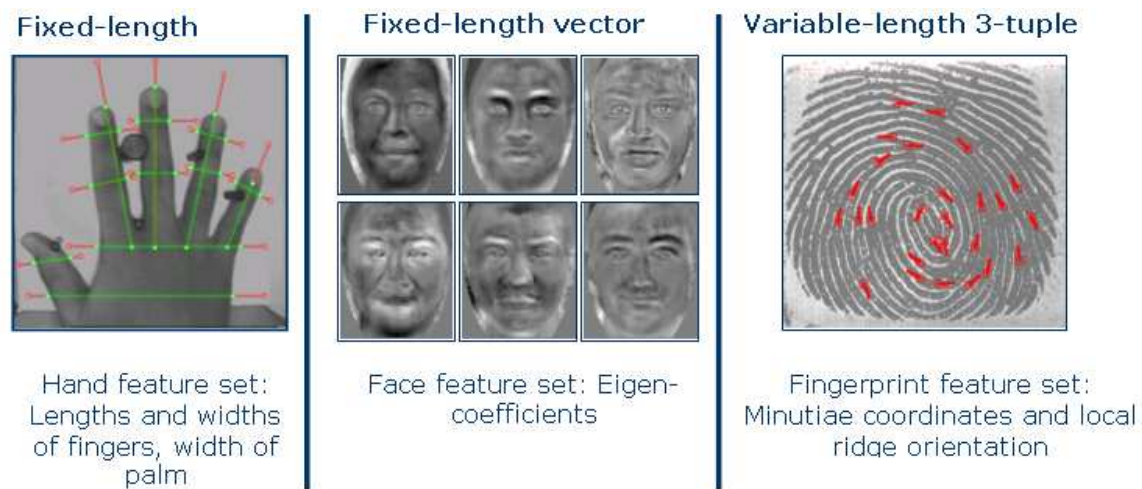 Fixed-length
Hand feature set:
Lengths and widths
of fingers, width of
palm
Fixed-length vector
Face feature set: Eigen-
coefficients
Variable-length 3-tuple
Fingerprint feature set:
Minutiae coordinates and local
ridge orientation